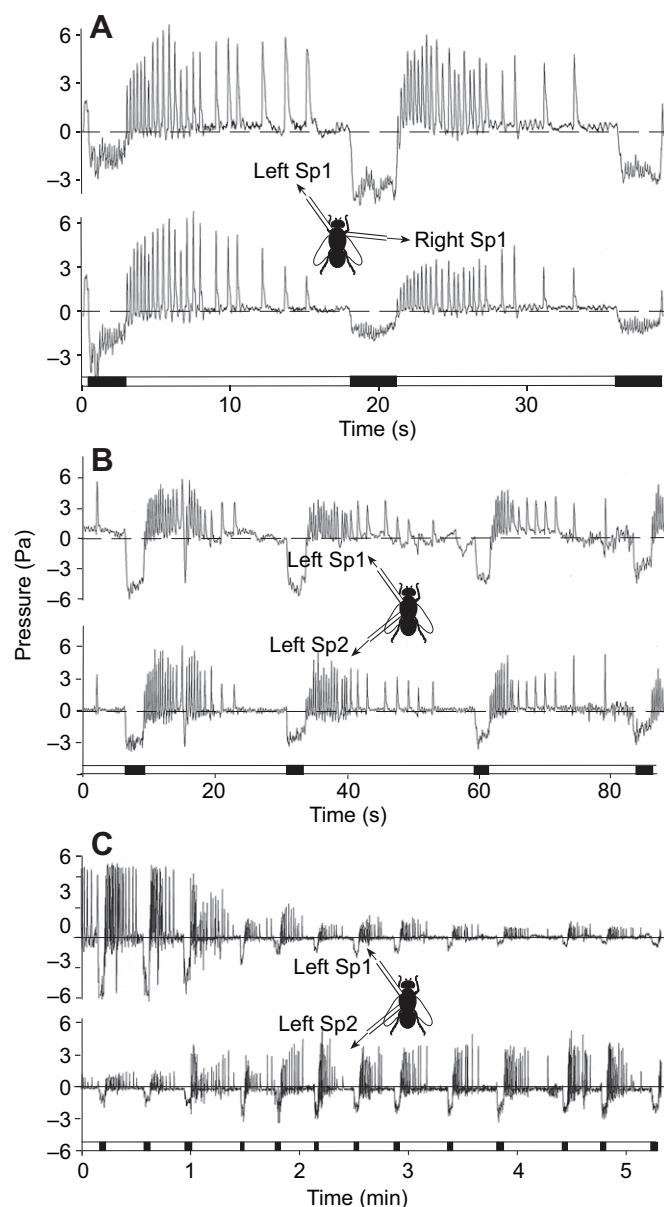 A
6
3
0
–3
Left Sp1
Right Sp1
6
3
0
–3
0 10 20 30
Time (s)
B
6
3
0
–3
–6
Left Sp1
Left Sp2
6
3
0
–3
0 20 40 60 80
Time (s)
Pressure (Pa)
C
6
3
0
–3
–6
Left Sp1
Left Sp2
6
3
0
–3
–6
0 1 2 3 4 5
Time (min)